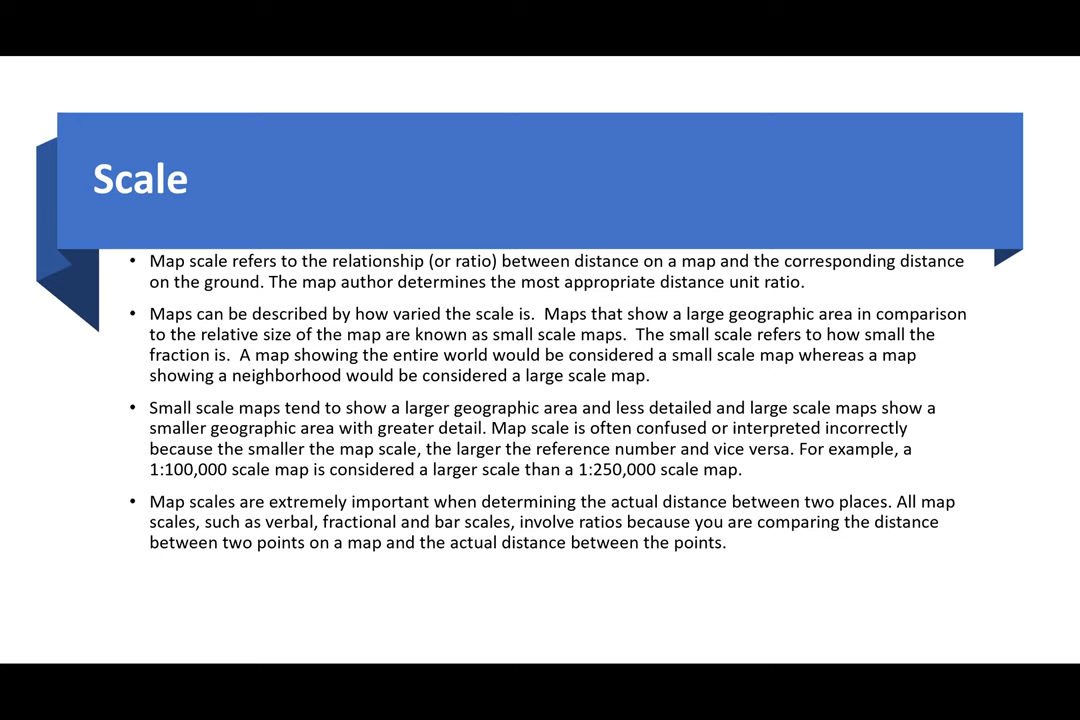 Scale
• Map scale refers to the relationship (or ratio) between distance on a map and the corresponding distance
on the ground. The map author determines the most appropriate distance unit ratio.
• Maps can be described by how varied the scale is.  Maps that show a large geographic area in comparison
to the relative size of the map are known as small scale maps.  The small scale refers to how small the
fraction is.  A map showing the entire world would be considered a small scale map whereas a map
showing a neighborhood would be considered a large scale map.
• Small scale maps tend to show a larger geographic area and less detailed and large scale maps show a
smaller geographic area with greater detail. Map scale is often confused or interpreted incorrectly
because the smaller the map scale, the larger the reference number and vice versa. For example, a
1:100,000 scale map is considered a larger scale than a 1:250,000 scale map.
• Map scales are extremely important when determining the actual distance between two places. All map
scales, such as verbal, fractional and bar scales, involve ratios because you are comparing the distance
between two points on a map and the actual distance between the points.